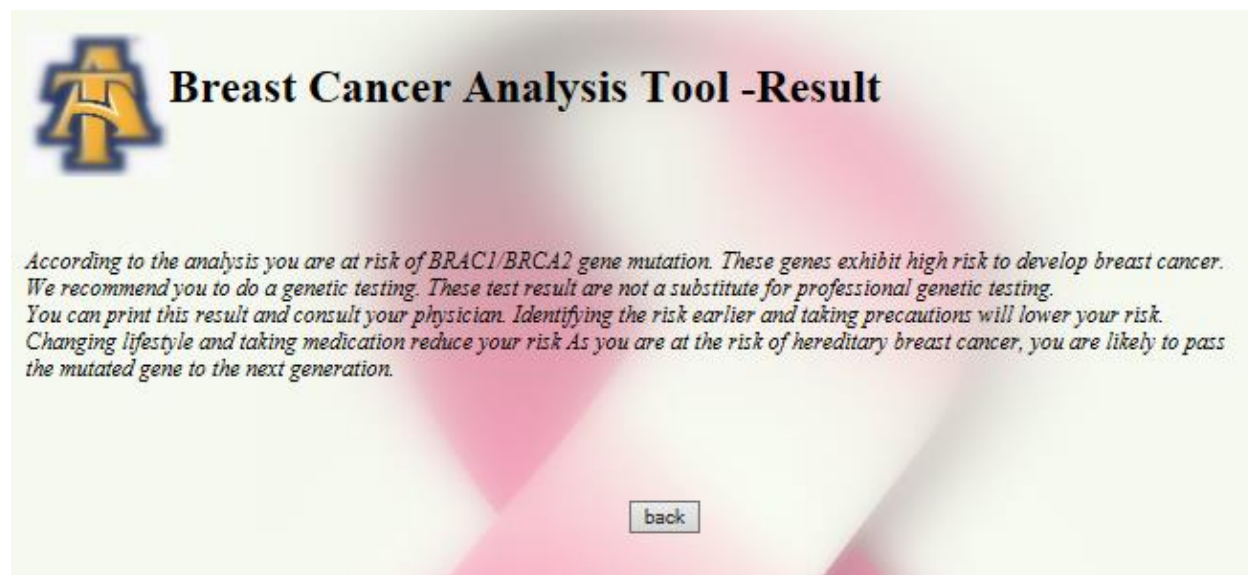 AT
Breast Cancer Analysis Tool -Result
According to the analysis you are at risk of BRAC1/BRCA2 gene mutation. These genes exhibit high risk to develop breast cancer.
We recommend you to do a genetic testing. These test result are not a substitute for professional genetic testing.
You can print this result and consult your physician. Identifying the risk earlier and taking precautions will lower your risk.
Changing lifestyle and taking medication reduce your risk As you are at the risk of hereditary breast cancer, you are likely to pass
the mutated gene to the next generation.
back